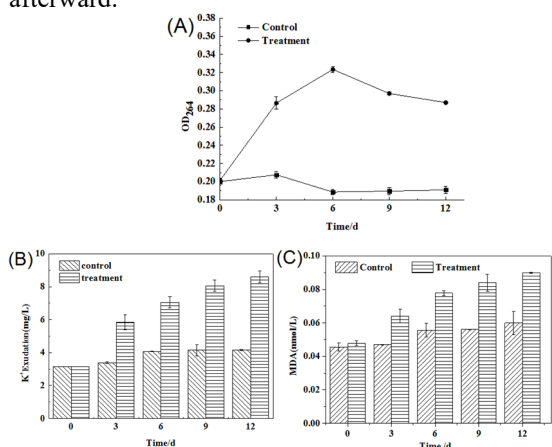 afterward.
(A)
Control
Treatment
0.38
0.36
0.34
0.32
0.30
0.28
0.26
0.24
0.22
0.20
0.18
OD264
0 3 6 9 12
Time/d
(B)
control
treatment
10
8
6
4
2
0
K+Exudation(mg/L)
0 3 6 9 12
Time/d
(C)
Control Treatment
0.10
0.08
0.06
0.04
0.02
0.00
MDA(nmol/L)
0 3 6 9 12
Time /d